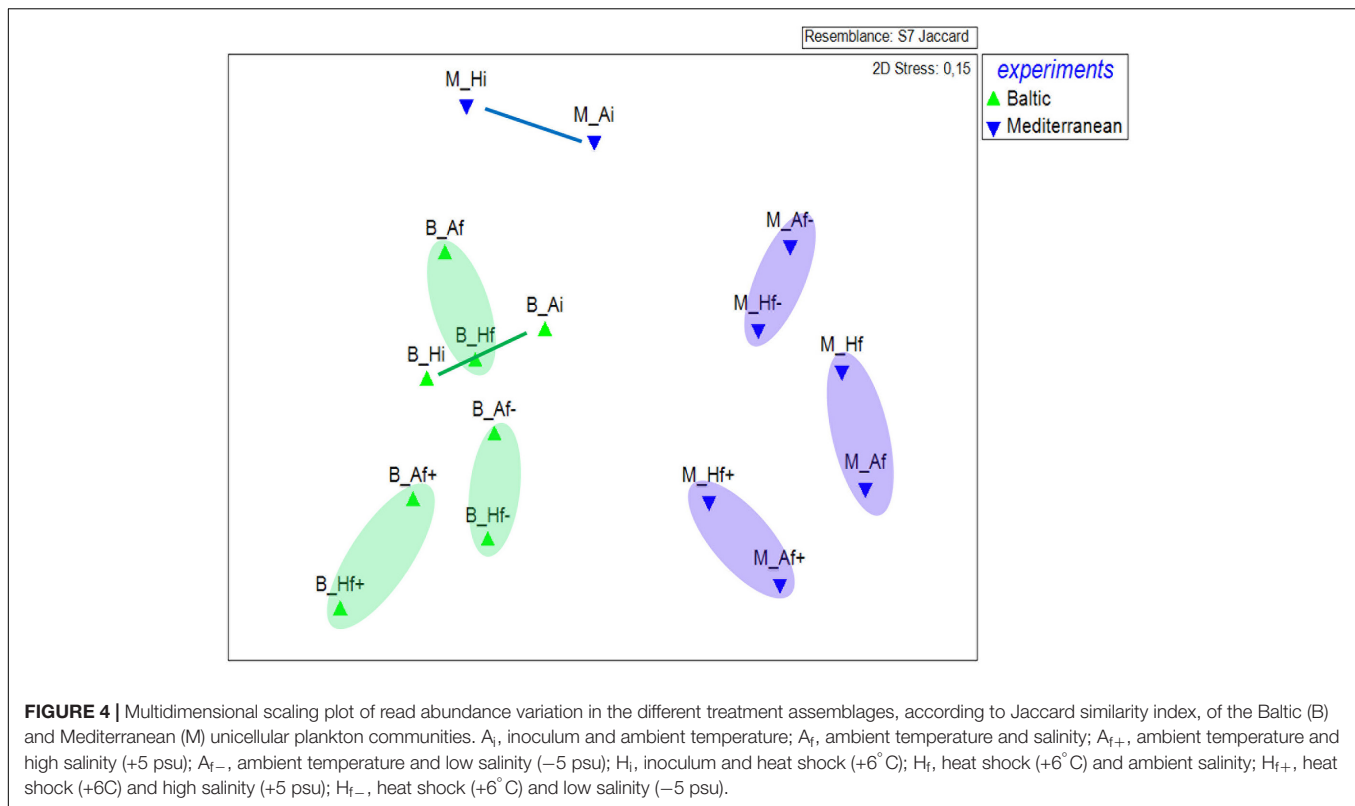 Resemblance: S7 Jaccard
2D Stress: 0,15
experiments
Baltic
Mediterranean
M_Hi
M_Ai
B_Af
M_Af-
B_Ai
M_Hf-
B_Hf
B_Hi
M_Hf
B_Af-
M_Af
B_Af+
M_Hf+
B_Hf-
M_Af+
B_Hf+
FIGURE 4 | Multidimensional scaling plot of read abundance variation in the different treatment assemblages, according to Jaccard similarity index, of the Baltic (B)
and Mediterranean (M) unicellular plankton communities. Ai, inoculum and ambient temperature; Af, ambient temperature and salinity; Af+, ambient temperature and
high salinity (+5 psu); Af−, ambient temperature and low salinity (−5 psu); Hi, inoculum and heat shock (+6°C); Hf, heat shock (+6°C) and ambient salinity; Hf+, heat
shock (+6C) and high salinity (+5 psu); Hf−, heat shock (+6°C) and low salinity (−5 psu).